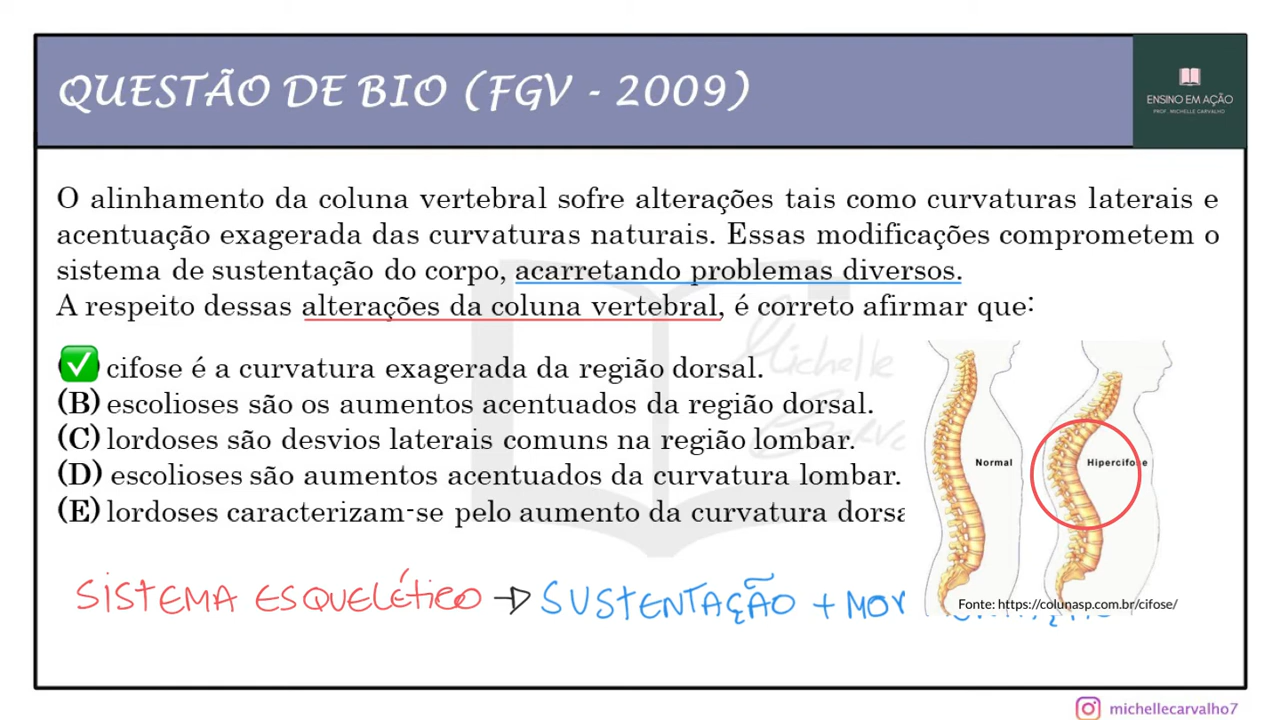 QUESTÃO DE BIO (FGV - 2009)
ENSINO EM AÇÃO
PROF. MICHELLE CARVALHO
O alinhamento da coluna vertebral sofre alterações tais como curvaturas laterais e
acentuação exagerada das curvaturas naturais. Essas modificações comprometem o
sistema de sustentação do corpo, acarretando problemas diversos.
A respeito dessas alterações da coluna vertebral, é correto afirmar que:
cifose é a curvatura exagerada da região dorsal.
(B) escolioses são os aumentos acentuados da região dorsal.
(C) lordoses são desvios laterais comuns na região lombar.
(D) escolioses são aumentos acentuados da curvatura lombar.
(E) lordoses caracterizam-se pelo aumento da curvatura dorsa
Michelle
Normal
Hipercifose
SISTEMA ESQUELÉTICO → SUSTENTAÇÃO + MOV
Fonte: https://colunasp.com.br/cifose/
michellecarvalho7